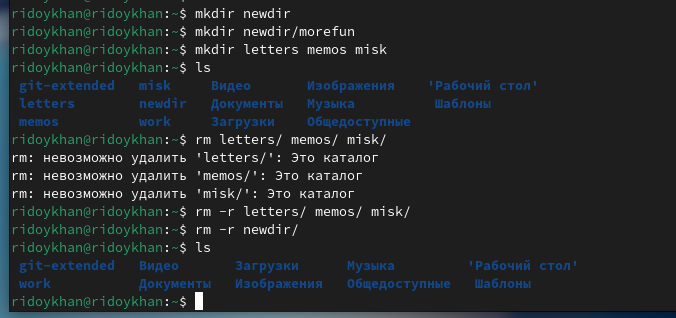 ridoykhan@ridoykhan:~$ mkdir newdir
ridoykhan@ridoykhan:~$ mkdir newdir/morefun
ridoykhan@ridoykhan:~$ mkdir letters memos misk
ridoykhan@ridoykhan:~$ ls
git-extended misk Видео Изображения 'Рабочий стол'
letters newdir Документы Музыка Шаблоны
memos work Загрузки Общедоступные
ridoykhan@ridoykhan:~$ rm letters/ memos/ misk/
rm: невозможно удалить 'letters/': Это каталог
rm: невозможно удалить 'memos/': Это каталог
rm: невозможно удалить 'misk/': Это каталог
ridoykhan@ridoykhan:~$ rm -r letters/ memos/ misk/
ridoykhan@ridoykhan:~$ rm -r newdir/
ridoykhan@ridoykhan:~$ ls
git-extended Видео Загрузки Музыка 'Рабочий стол'
work Документы Изображения Общедоступные Шаблоны
ridoykhan@ridoykhan:~$